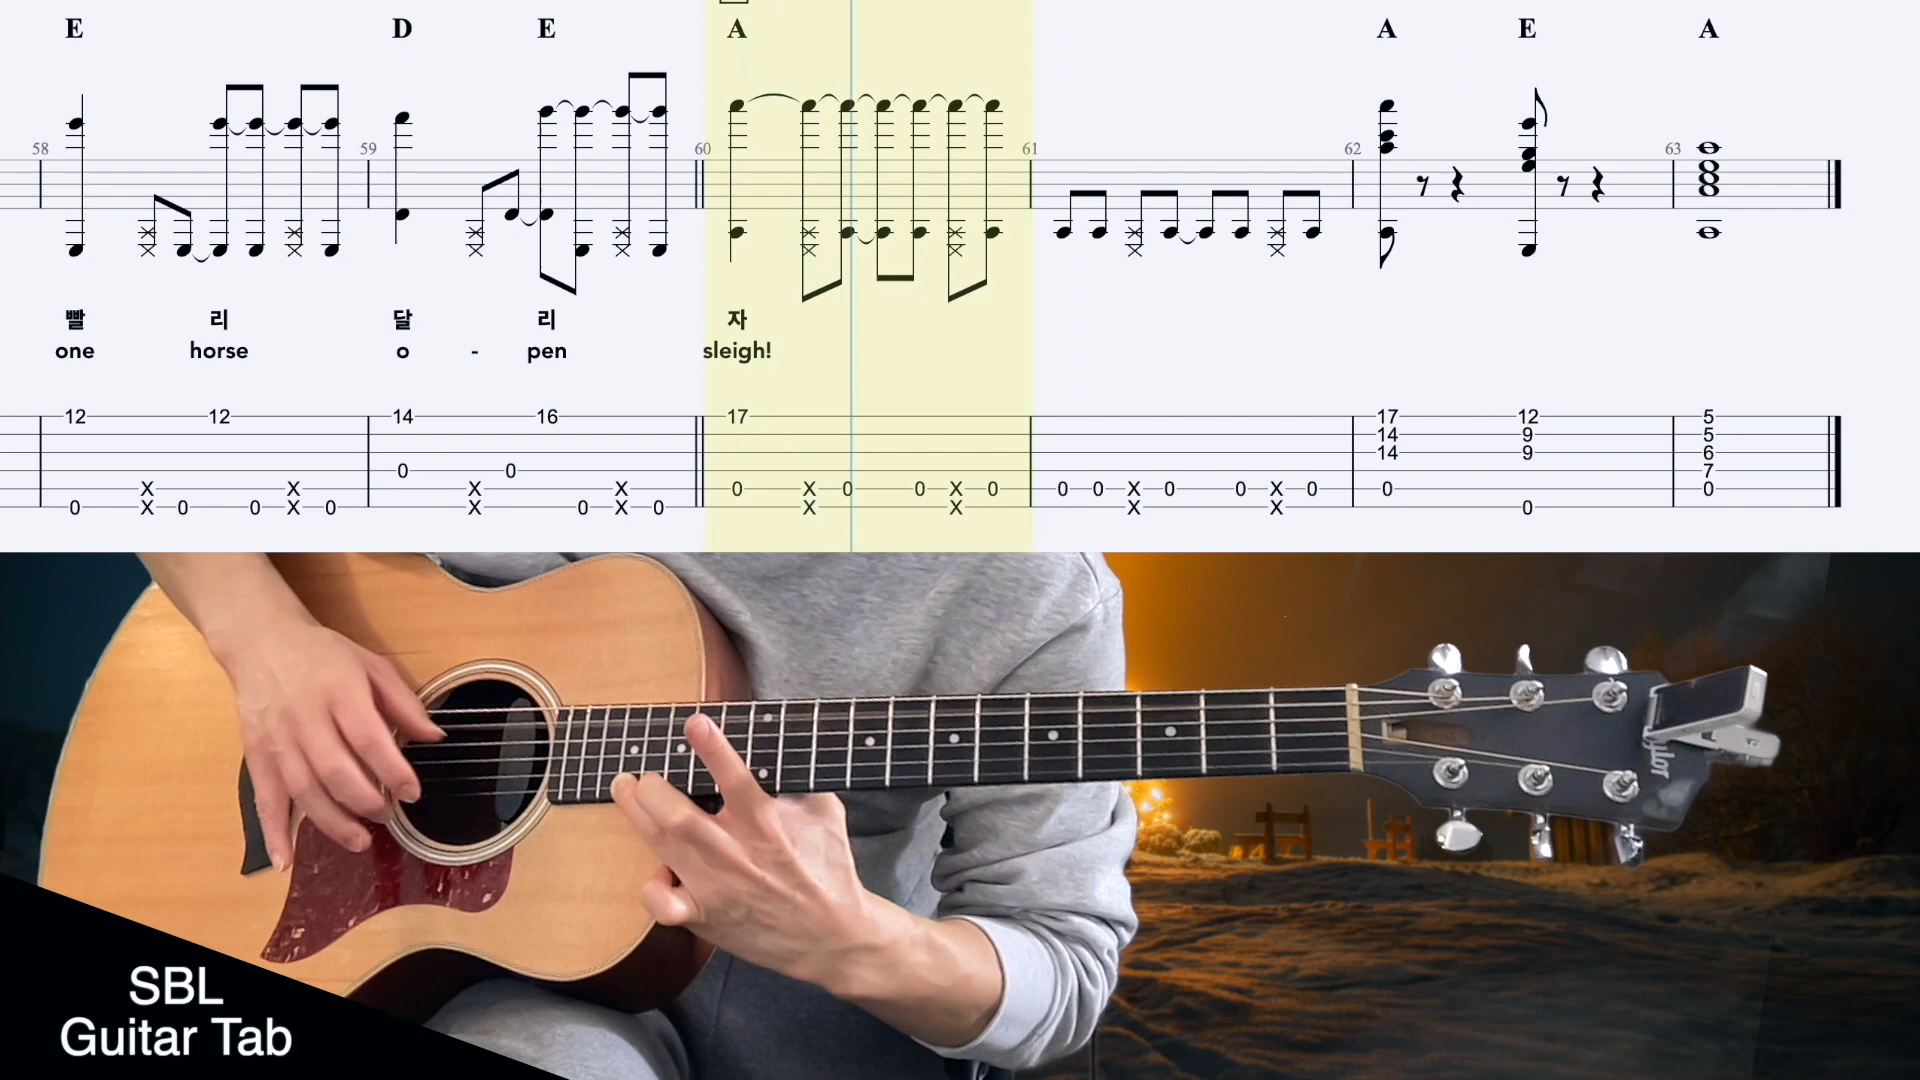 E D E A A E A
58 59 60 61 62 63
빨 리 달 리 자
one horse o - pen sleigh!
12 12 14 16 17 17 12 5
14 9 5
14 9 6
0 0 7
X X X X 0 X 0 0 X 0 0 0 X 0 0 X 0 0 0
0 X 0 0 X 0 X 0 X 0 X X X X 0
SBL
Guitar Tab